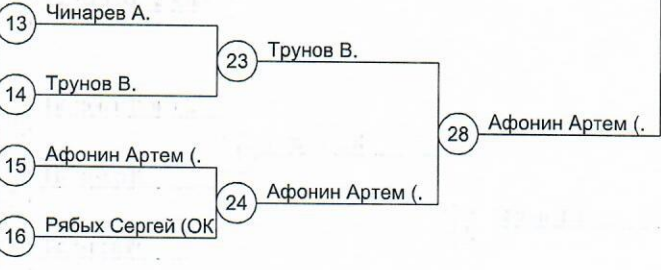 13 Чинарев А.
23 Трунов В.
14 Трунов В.
28 Афонин Артем (.
15 Афонин Артем (.
24 Афонин Артем (.
16 Рябых Сергей (ОК